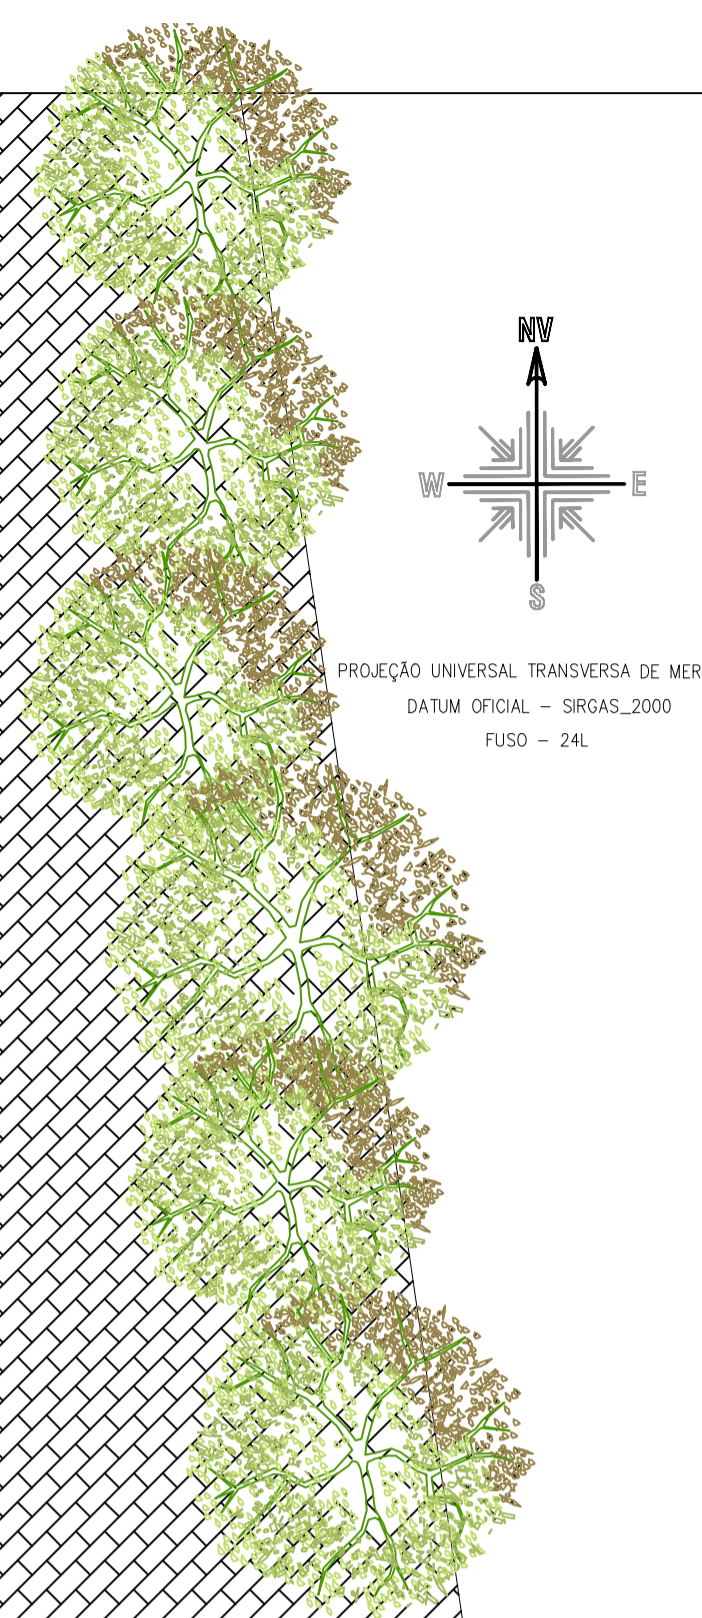 NV
W E
S
PROJEÇÃO UNIVERSAL TRANSVERSA DE MER
DATUM OFICIAL – SIRGAS_2000
FUSO – 24L